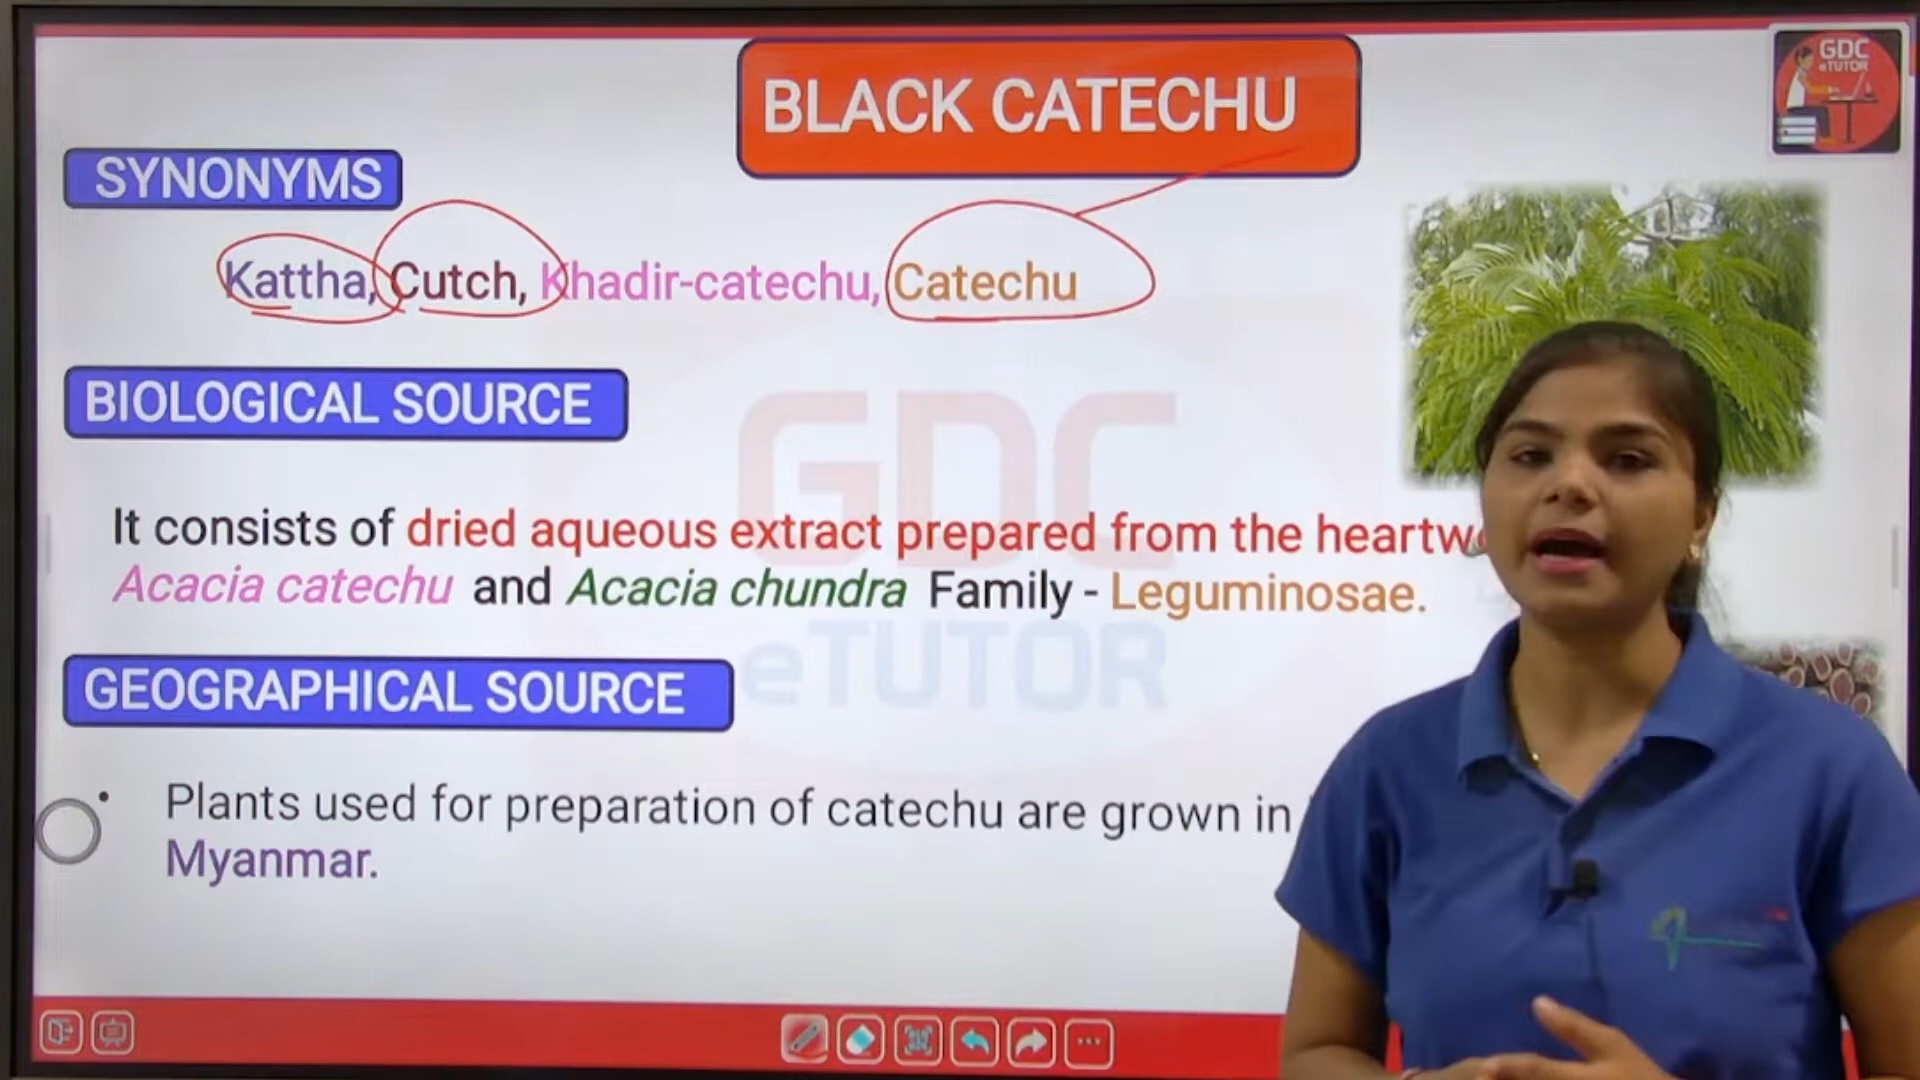 BLACK CATECHU
GDC
eTUTOR
SYNONYMS
Kattha, Cutch, Khadir-catechu, Catechu
BIOLOGICAL SOURCE
It consists of dried aqueous extract prepared from the heartw
Acacia catechu and Acacia chundra Family - Leguminosae.
GDC
eTUTOR
GEOGRAPHICAL SOURCE
• Plants used for preparation of catechu are grown in
Myanmar.